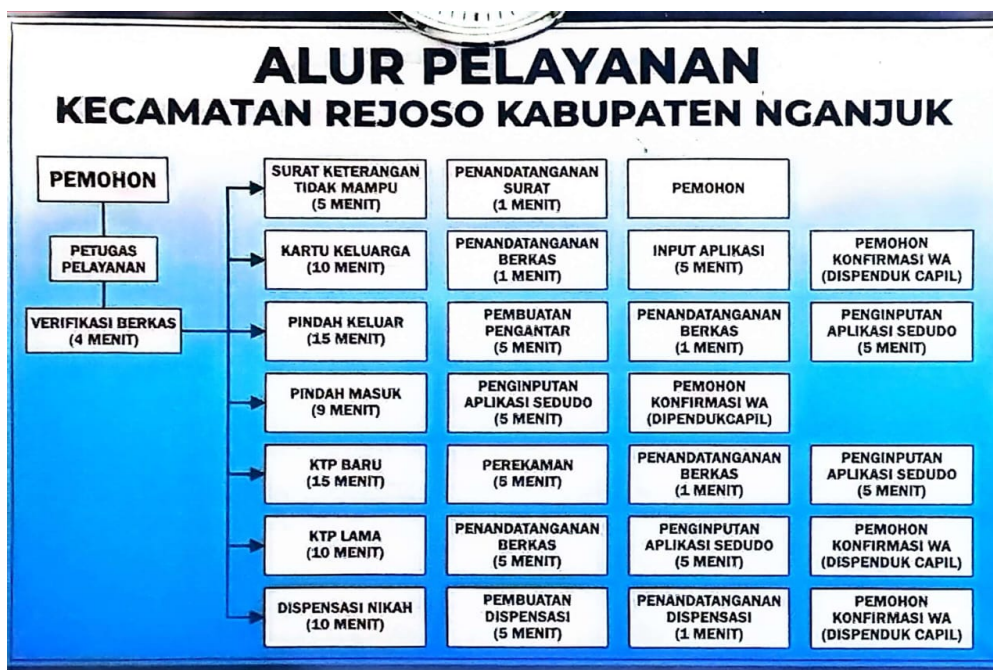 ALUR PELAYANAN
KECAMATAN REJOSO KABUPATEN NGANJUK
PEMOHON
PETUGAS
PELAYANAN
VERIFIKASI BERKAS
(4 MENIT)
SURAT KETERANGAN
TIDAK MAMPU
(5 MENIT)
PENANDATANGANAN
SURAT
(1 MENIT)
PEMOHON
KARTU KELUARGA
(10 MENIT)
PENANDATANGANAN
BERKAS
(1 MENIT)
INPUT APLIKASI
(5 MENIT)
PEMOHON
KONFIRMASI WA
(DISPENDUK CAPIL)
PINDAH KELUAR
(15 MENIT)
PEMBUATAN
PENGANTAR
(5 MENIT)
PENANDATANGANAN
BERKAS
(1 MENIT)
PENGINPUTAN
APLIKASI SEDUDO
(5 MENIT)
PINDAH MASUK
(9 MENIT)
PENGINPUTAN
APLIKASI SEDUDO
(5 MENIT)
PEMOHON
KONFIRMASI WA
(DIPENDUKCAPIL)
KTP BARU
(15 MENIT)
PEREKAMAN
(5 MENIT)
PENANDATANGANAN
BERKAS
(1 MENIT)
PENGINPUTAN
APLIKASI SEDUDO
(5 MENIT)
KTP LAMA
(10 MENIT)
PENANDATANGANAN
BERKAS
(5 MENIT)
PENGINPUTAN
APLIKASI SEDUDO
(5 MENIT)
PEMOHON
KONFIRMASI WA
(DISPENDUK CAPIL)
DISPENSASI NIKAH
(10 MENIT)
PEMBUATAN
DISPENSASI
(5 MENIT)
PENANDATANGANAN
DISPENSASI
(1 MENIT)
PEMOHON
KONFIRMASI WA
(DISPENDUK CAPIL)